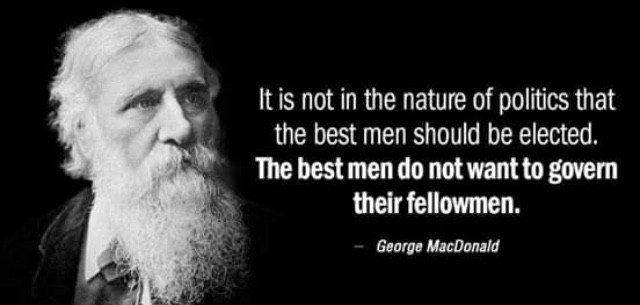 It is not in the nature of politics that
the best men should be elected.
The best men do not want to govern
their fellowmen.
– George MacDonald